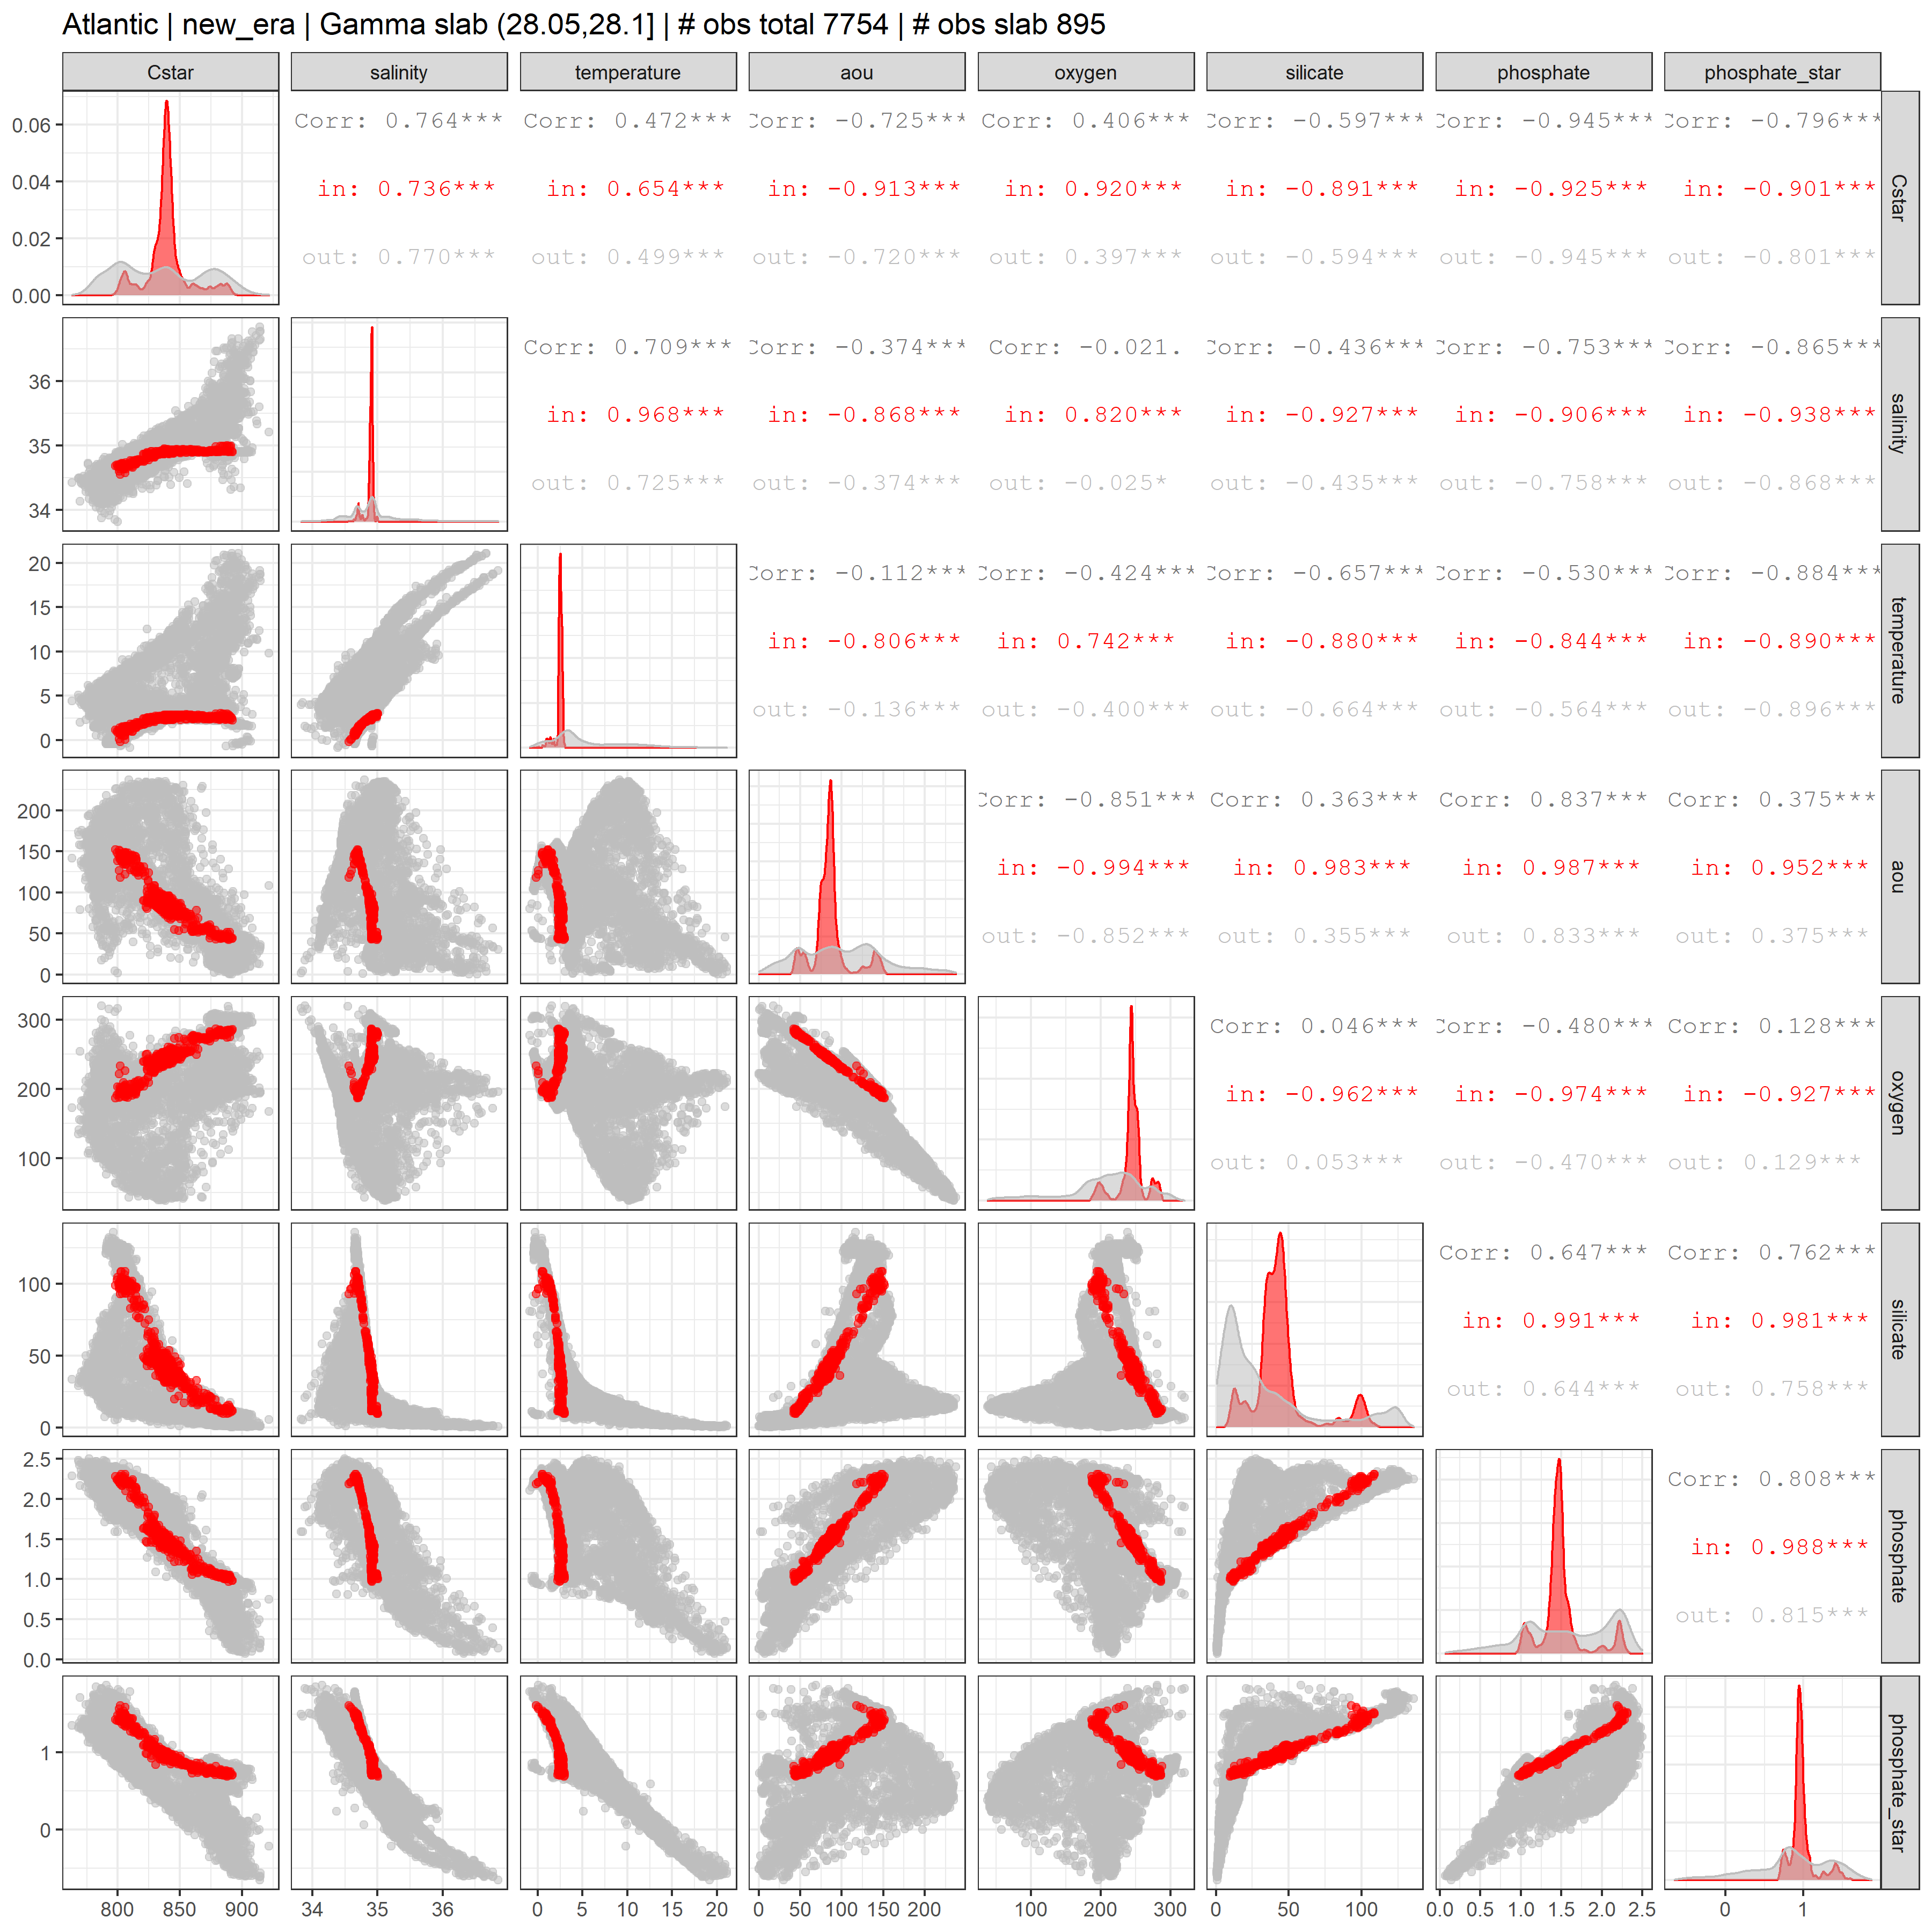 Atlantic | new_era | Gamma slab (28.05,28.1] | # obs total 7754 | # obs slab 895
Cstar salinity temperature aou oxygen silicate phosphate phosphate_star
0.06 Corr: 0.764*** Corr: 0.472*** Corr: -0.725*** Corr: 0.406*** Corr: -0.597*** Corr: -0.945*** Corr: -0.796***
0.04 in: 0.736*** in: 0.654*** in: -0.913*** in: 0.920*** in: -0.891*** in: -0.925*** in: -0.901*** Cstar
0.02 out: 0.770*** out: 0.499*** out: -0.720*** out: 0.397*** out: -0.594*** out: -0.945*** out: -0.801***
0.00
Corr: 0.709*** Corr: -0.374*** Corr: -0.021. Corr: -0.436*** Corr: -0.753*** Corr: -0.865***
36 in: 0.968*** in: -0.868*** in: 0.820*** in: -0.927*** in: -0.906*** in: -0.938*** salinity
35 out: 0.725*** out: -0.374*** out: -0.025* out: -0.435*** out: -0.758*** out: -0.868***
34
20 Corr: -0.112*** Corr: -0.424*** Corr: -0.657*** Corr: -0.530*** Corr: -0.884***
15
10 in: -0.806*** in: 0.742*** in: -0.880*** in: -0.844*** in: -0.890*** temperature
5 out: -0.136*** out: -0.400*** out: -0.664*** out: -0.564*** out: -0.896***
0
200 Corr: -0.851*** Corr: 0.363*** Corr: 0.837*** Corr: 0.375***
150
100 in: -0.994*** in: 0.983*** in: 0.987*** in: 0.952*** aou
50 out: -0.852*** out: 0.355*** out: 0.833*** out: 0.375***
0
300 Corr: 0.046*** Corr: -0.480*** Corr: 0.128***
200 in: -0.962*** in: -0.974*** in: -0.927*** oxygen
100 out: 0.053*** out: -0.470*** out: 0.129***
100 Corr: 0.647*** Corr: 0.762***
50 in: 0.991*** in: 0.981*** silicate
0 out: 0.644*** out: 0.758***
2.5 Corr: 0.808***
2.0
1.5 in: 0.988*** phosphate
1.0
0.5 out: 0.815***
0.0
1 phosphate_star
0
800 850 900 34 35 36 0 5 10 15 20 0 50 100 150 200 100 200 300 0 50 100 0.0 0.5 1.0 1.5 2.0 2.5 0 1